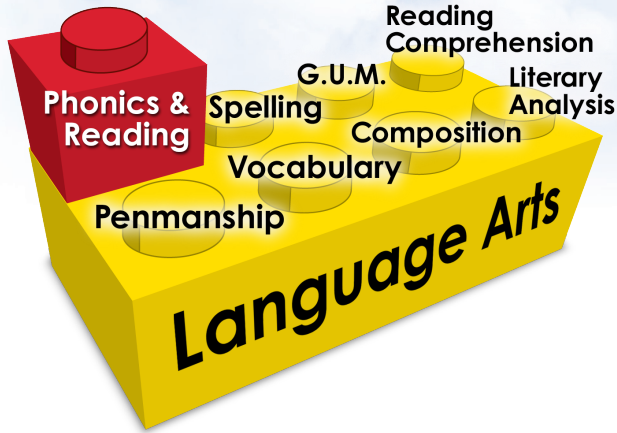 Reading
Comprehension
G.U.M.
Literary
Analysis
Phonics &
Reading
Spelling
Composition
Vocabulary
Penmanship
Language Arts